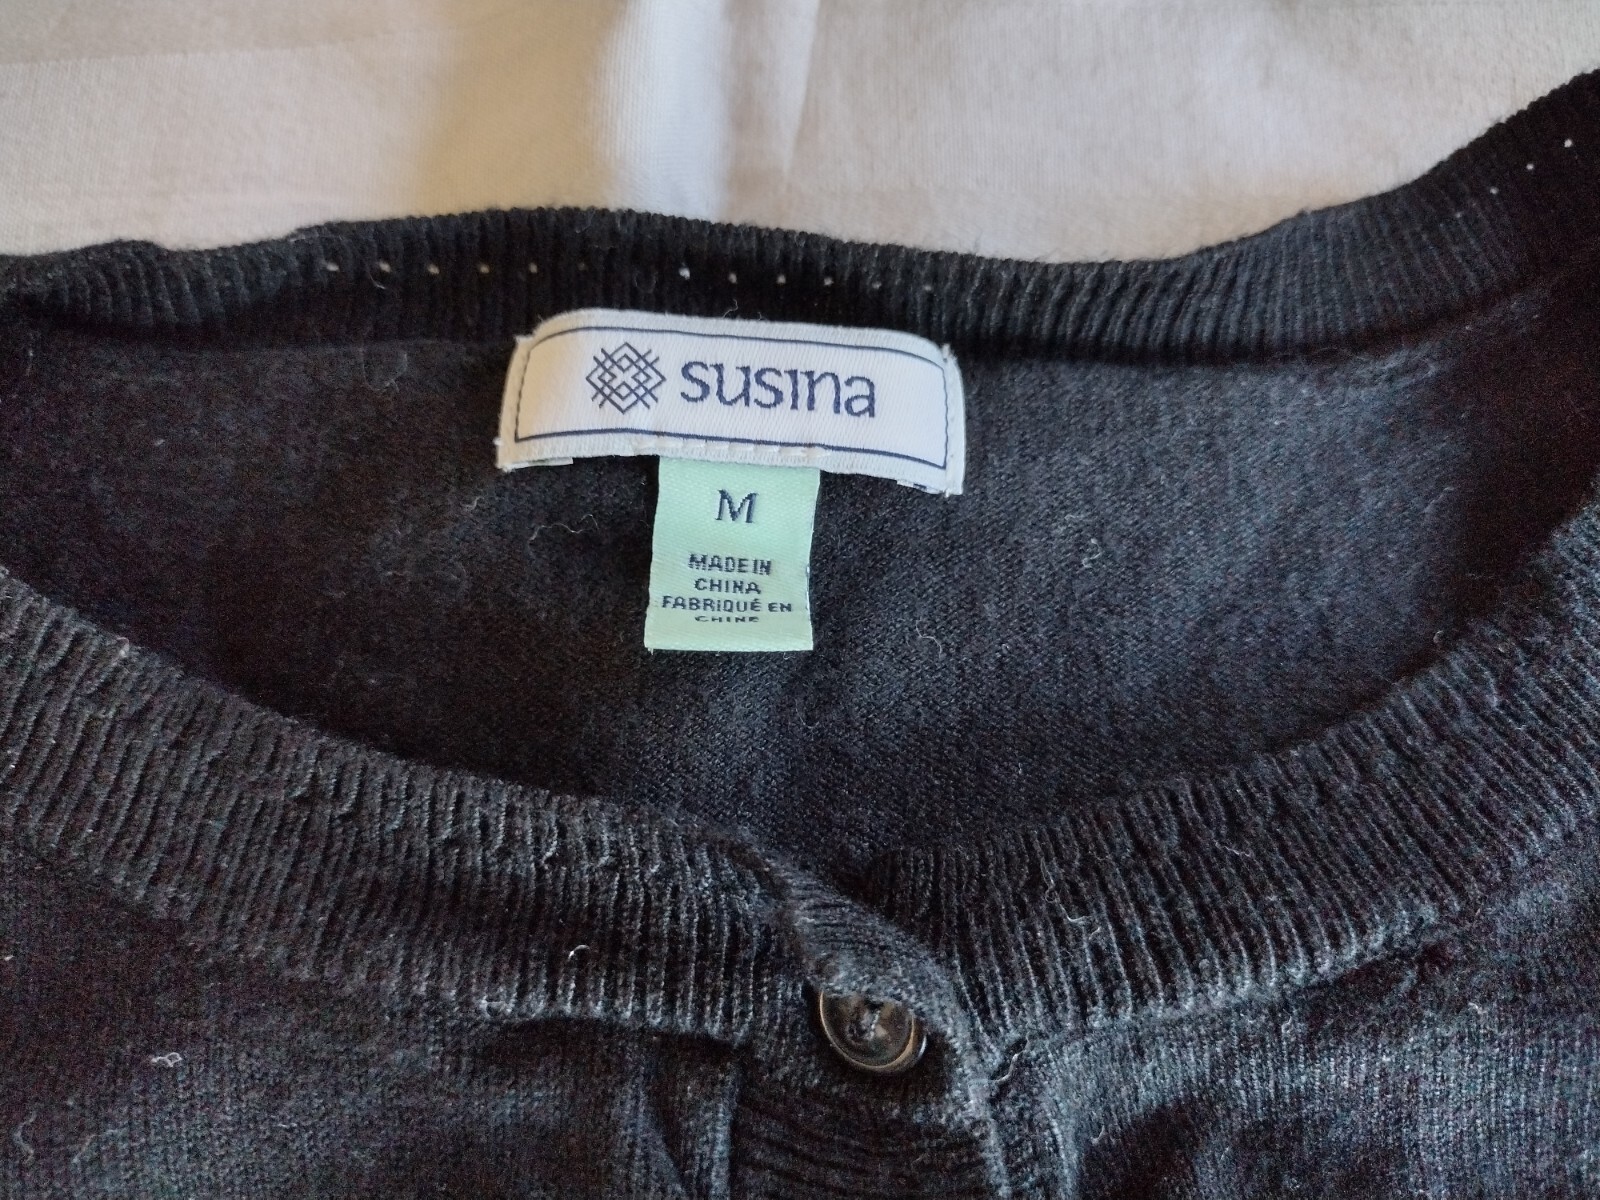 susina
M
MADE IN
CHINA
FABRIQUÉ EN
CHINE